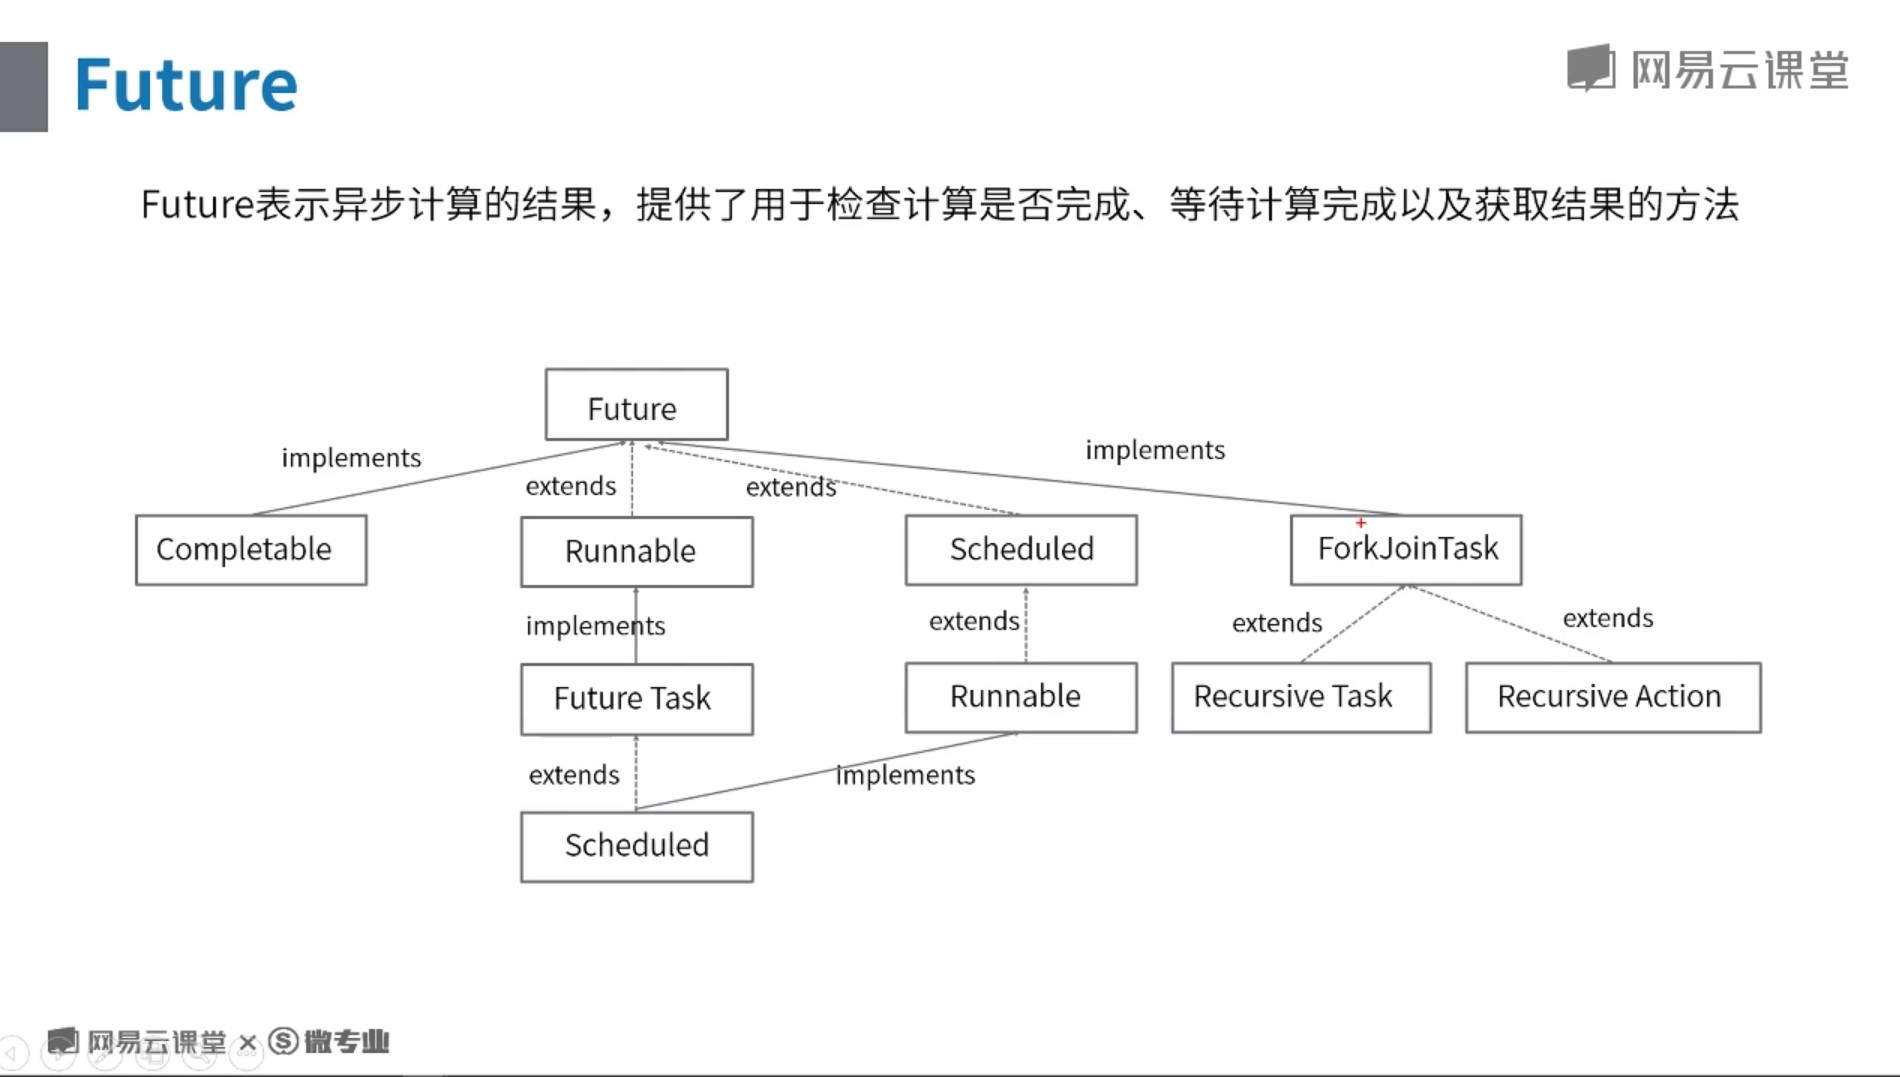 Future
网易云课堂
Future表示异步计算的结果，提供了用于检查计算是否完成、等待计算完成以及获取结果的方法
Future
implements
extends
extends
implements
Completable
Runnable
Scheduled
ForkJoinTask
implements
extends
extends
extends
Future Task
Runnable
Recursive Task
Recursive Action
extends
implements
Scheduled
网易云课堂 × 微专业